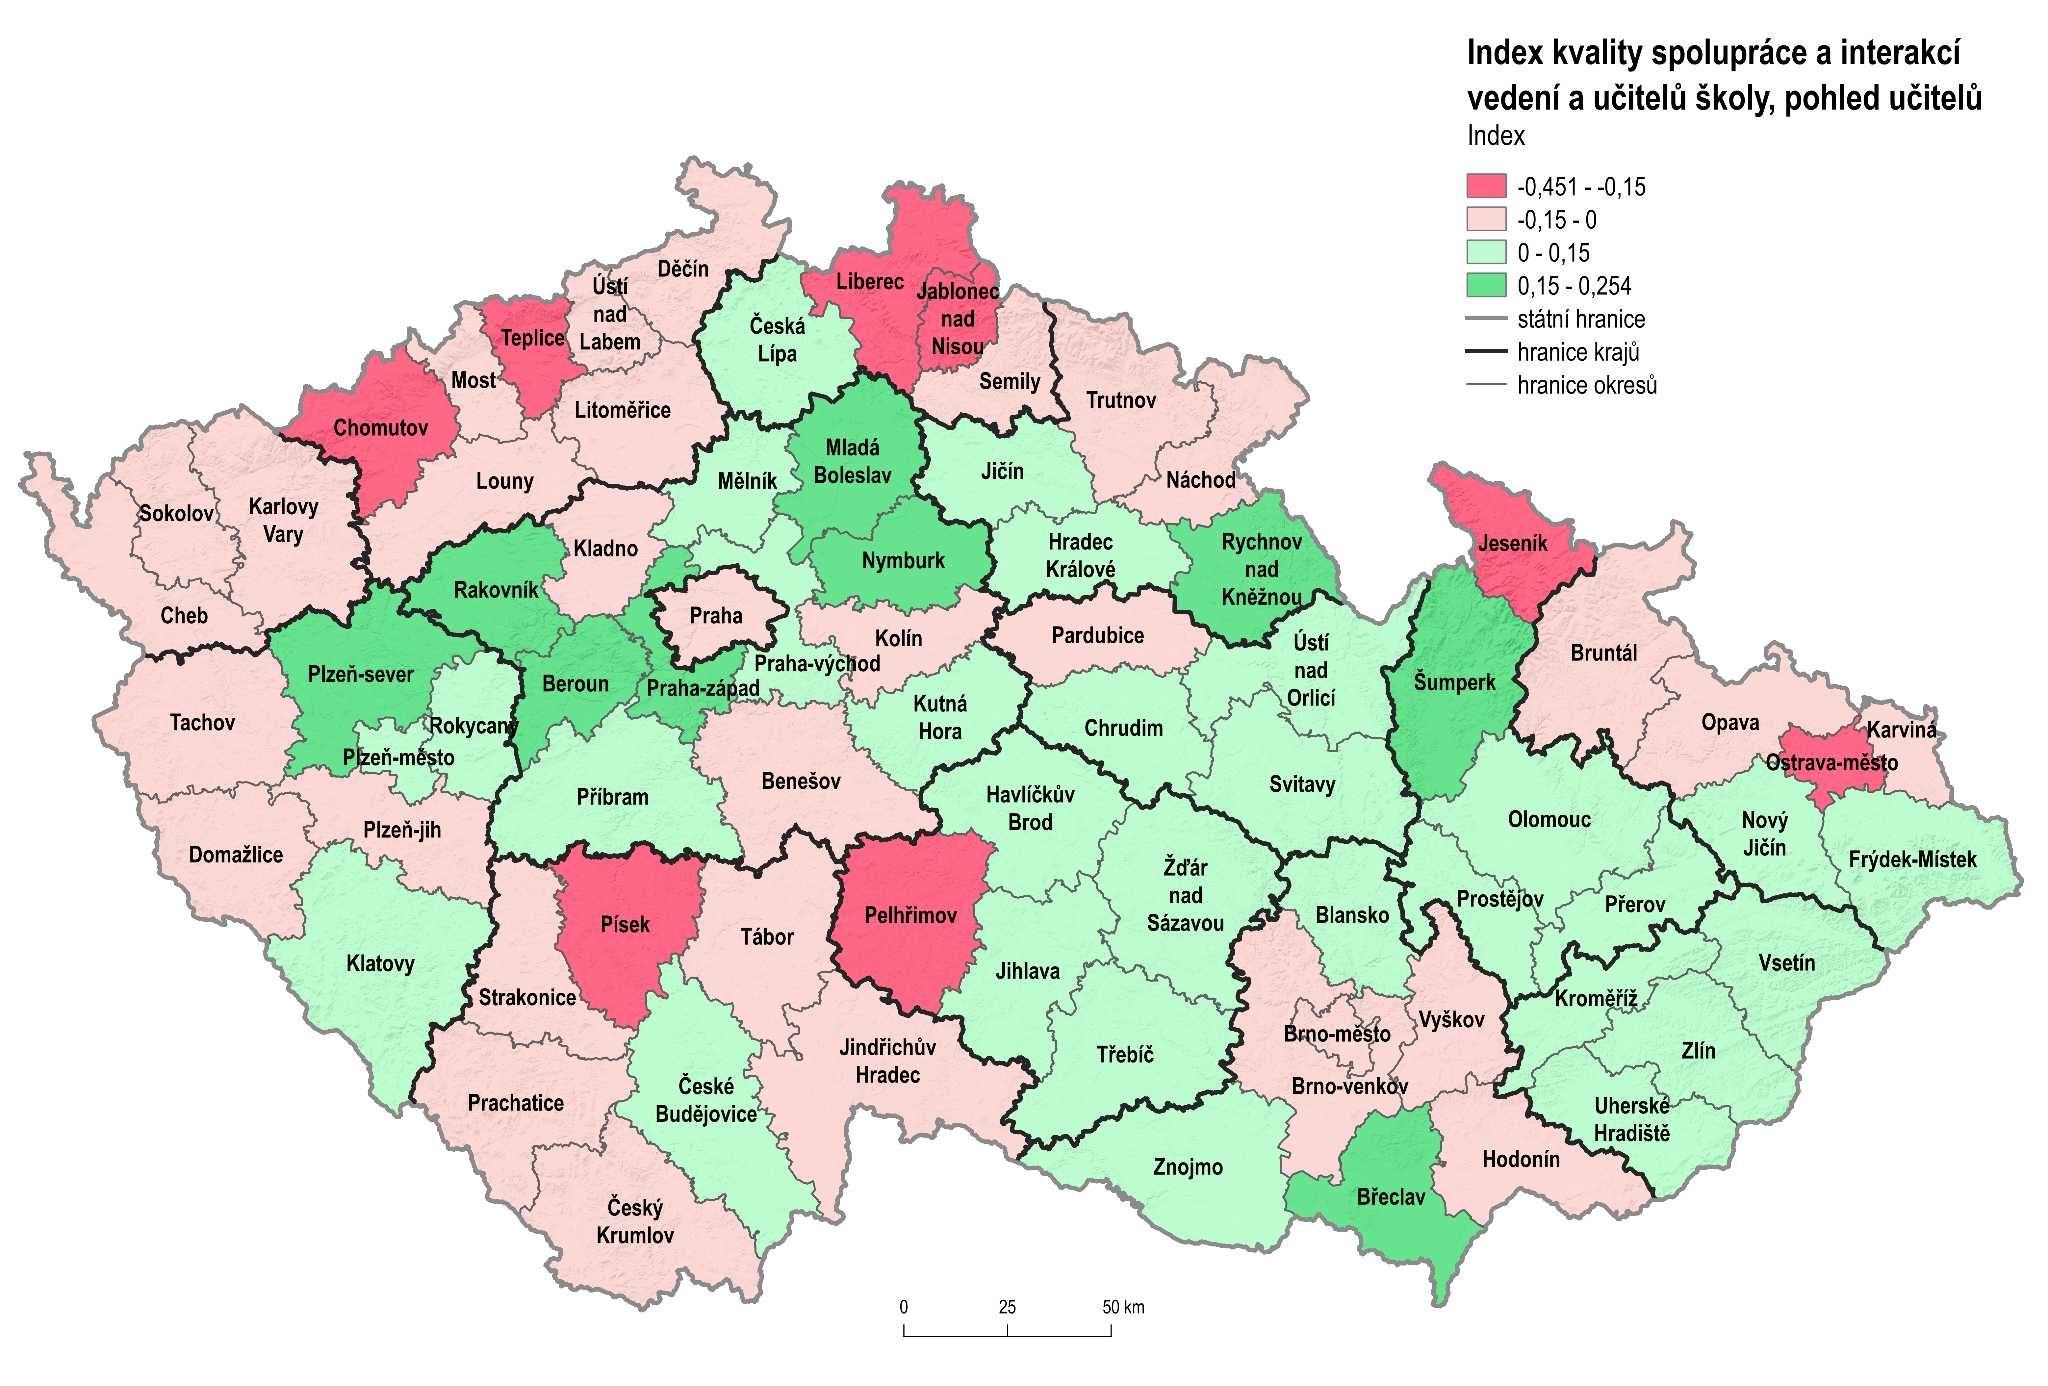 Index kvality spolupráce a interakcí
vedení a učitelů školy, pohled učitelů
Index
-0,451 - -0,15
-0,15 - 0
0 - 0,15
0,15 - 0,254
státní hranice
hranice krajů
hranice okresů
Děčín
Ústí
nad
Labem
Teplice
Most
Chomutov
Litoměřice
Louny
Česká
Lípa
Liberec
Jablonec
nad
Nisou
Semily
Trutnov
Náchod
Jičín
Mladá
Boleslav
Mělník
Sokolov
Karlovy
Vary
Cheb
Kladno
Rakovník
Nymburk
Hradec
Králové
Rychnov
nad
Kněžnou
Jeseník
Praha
Kolín
Pardubice
Ústí
nad
Orlicí
Šumperk
Bruntál
Plzeň-sever
Beroun
Praha-západ
Praha-východ
Tachov
Rokycany
Plzeň-město
Kutná
Hora
Chrudim
Svitavy
Opava
Karviná
Ostrava-město
Příbram
Benešov
Havlíčkův
Brod
Olomouc
Nový
Jičín
Frýdek-Místek
Plzeň-jih
Domažlice
Klatovy
Písek
Tábor
Pelhřimov
Žďár
nad
Sázavou
Blansko
Prostějov
Přerov
Vsetín
Strakonice
Jihlava
Kroměříž
Zlín
Brno-město
Vyškov
Brno-venkov
Třebíč
Jindřichův
Hradec
Prachatice
České
Budějovice
Uherské
Hradiště
Hodonín
Znojmo
Břeclav
Český
Krumlov
0
25
50 km